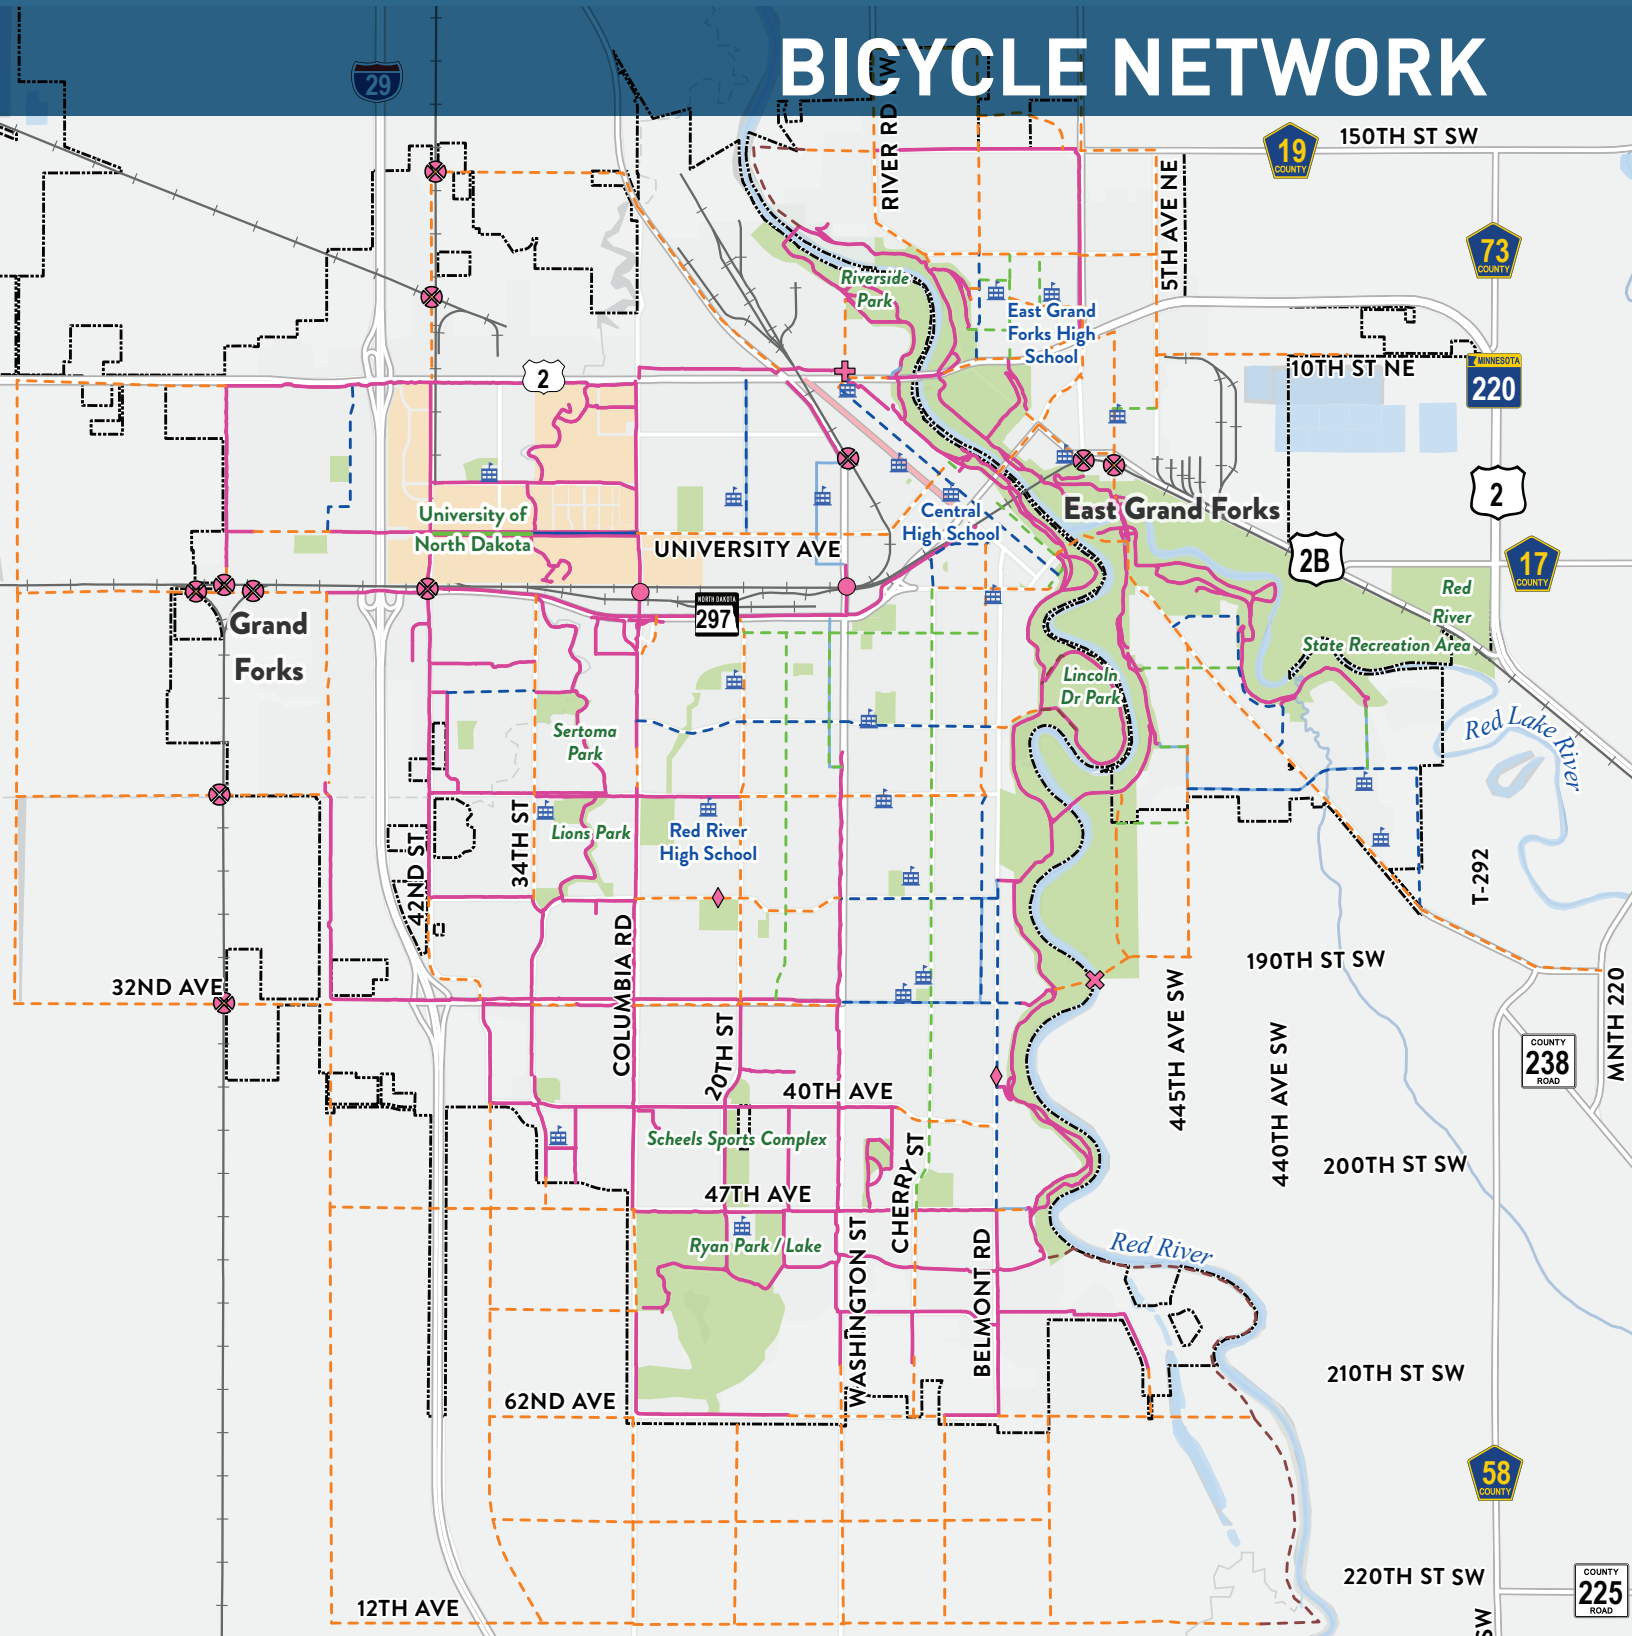 BICYCLE NETWORK
29
RIVER RD NW
150TH ST SW
19
COUNTY
5TH AVE NE
73
COUNTY
Riverside
Park
East Grand
Forks High
School
2
10TH ST NE
MINNESOTA
220
2
University of
North Dakota
Central
High School
East Grand Forks
UNIVERSITY AVE
2B
17
COUNTY
Red
River
State Recreation Area
NORTH DAKOTA
297
Grand
Forks
Lincoln
Dr Park
Red Lake River
Sertoma
Park
34TH ST
Lions Park
Red River
High School
42ND ST
T-292
COLUMBIA RD
32ND AVE
190TH ST SW
445TH AVE SW
440TH AVE SW
MNTH 220
20TH ST
COUNTY
238
ROAD
40TH AVE
Scheels Sports Complex
CHERRY ST
200TH ST SW
47TH AVE
Ryan Park / Lake
WASHINGTON ST
BELMONT RD
Red River
210TH ST SW
62ND AVE
58
COUNTY
220TH ST SW
COUNTY
225
ROAD
12TH AVE
SW